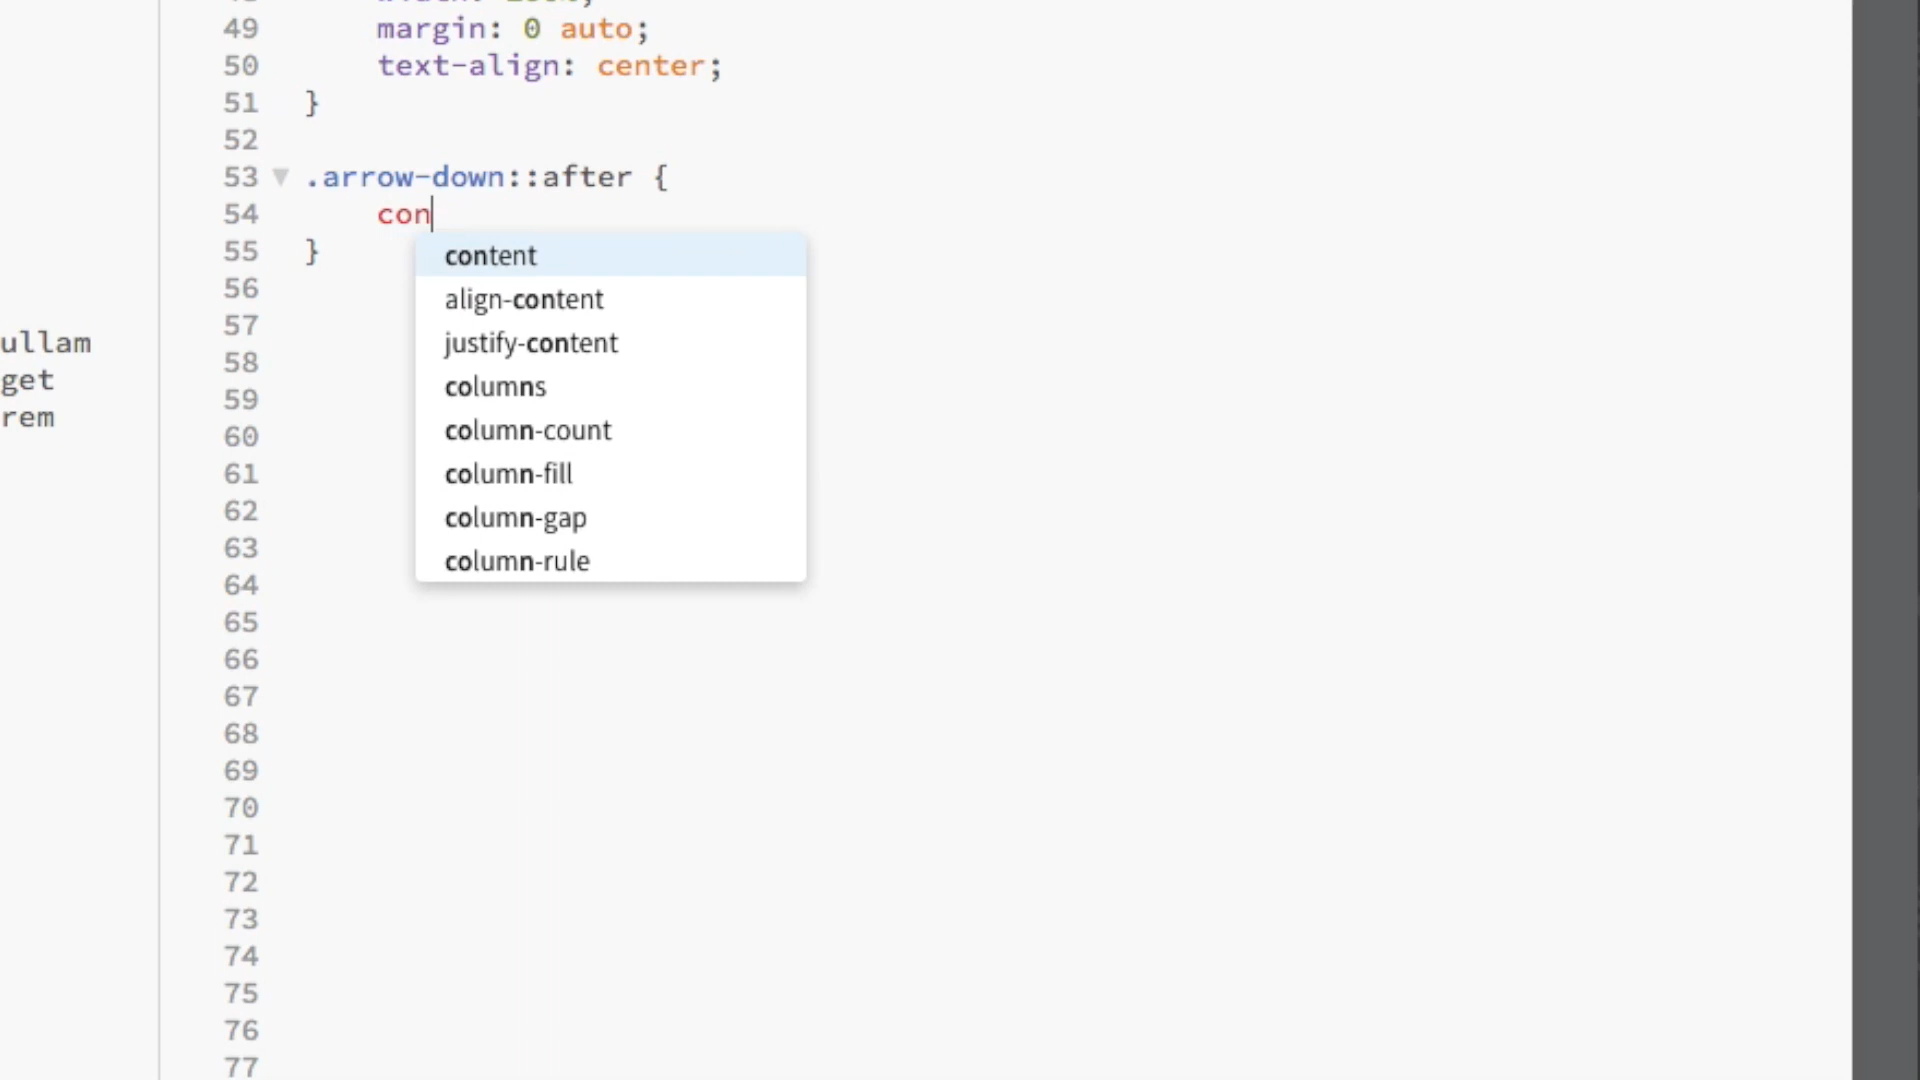 49 margin: 0 auto;
50 text-align: center;
51 }
52
53 .arrow-down::after {
54 con
55 }
56
57
58
59
60
61
62
63
64
65
66
67
68
69
70
71
72
73
74
75
76
77
content
align-content
justify-content
columns
column-count
column-fill
column-gap
column-rule
ullam
get
rem